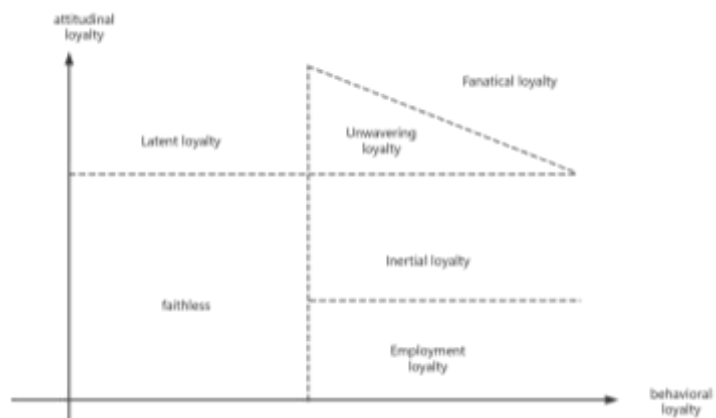 attitudinal
loyalty
Fanatical loyalty
Latent loyalty
Unwavering
loyalty
Inertial loyalty
faithless
Employment
loyalty
behavioral
loyalty